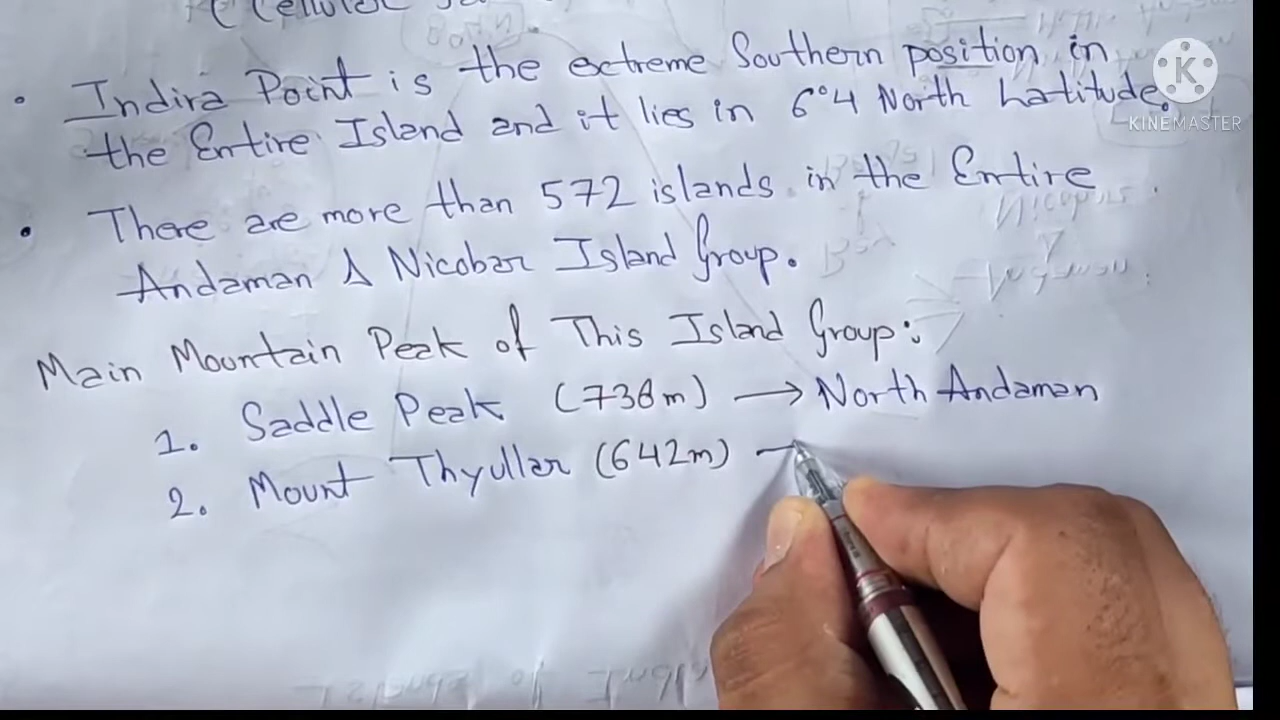 (Cellular
• Indira Point is the extreme Southern position in
the Entire Island and it lies in 6°4 North Latitude.
• There are more than 572 islands in the Entire
Andaman & Nicobar Island Group.
Main Mountain Peak of This Island Group:
1. Saddle Peak (738m) → North Andaman
2. Mount Thyullar (642m) —
KINEMASTER